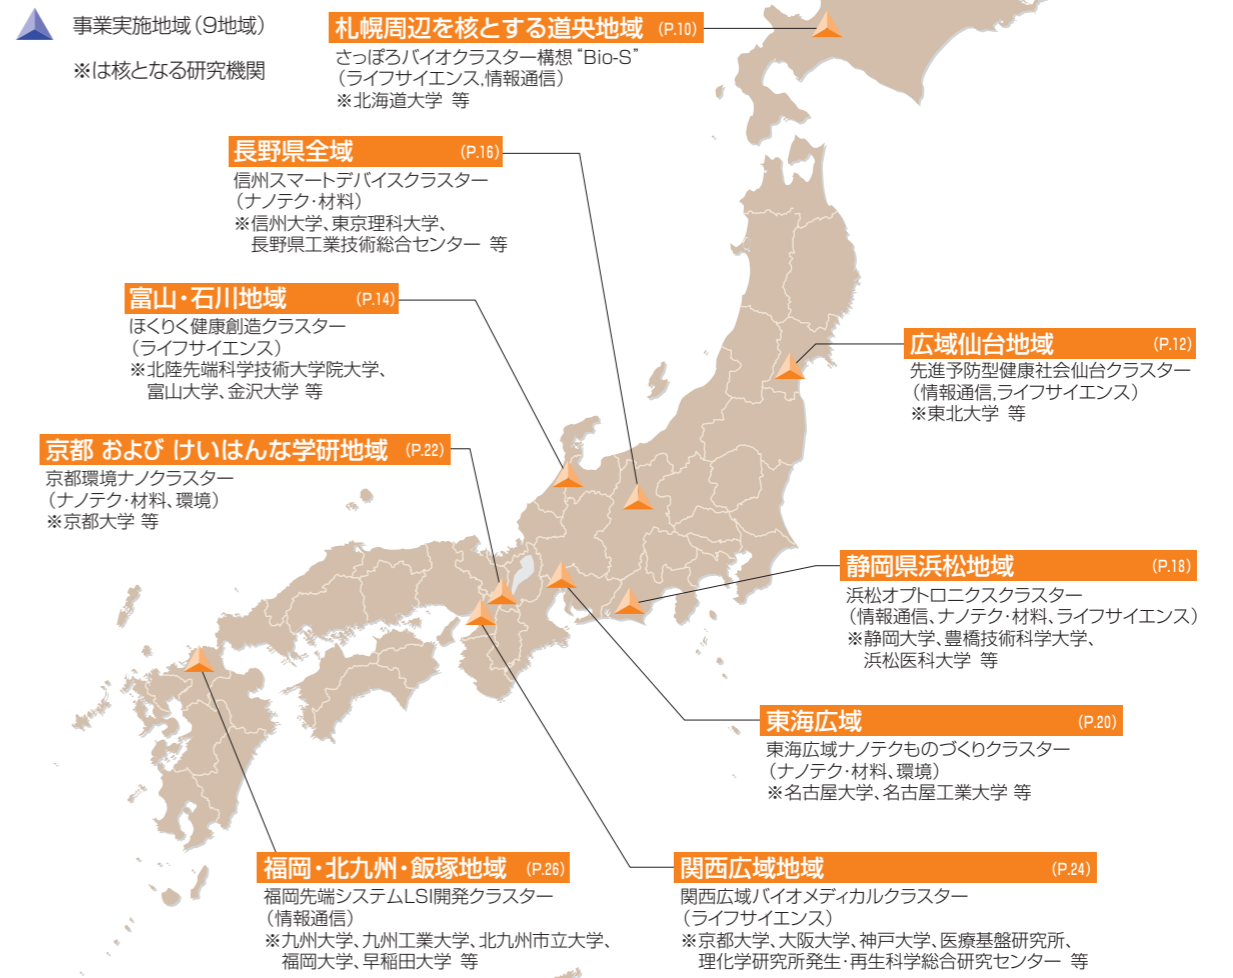 事業実施地域（9地域）
※は核となる研究機関
札幌周辺を核とする道央地域 （P.10）
さっぽろバイオクラスター構想 “Bio-S”
（ライフサイエンス,情報通信）
※北海道大学 等
長野県全域 （P.16）
信州スマートデバイスクラスター
（ナノテク・材料）
※信州大学、東京理科大学、
長野県工業技術総合センター 等
富山・石川地域 （P.14）
ほくりく健康創造クラスター
（ライフサイエンス）
※北陸先端科学技術大学院大学、
富山大学、金沢大学 等
広域仙台地域 （P.12）
先進予防型健康社会仙台クラスター
（情報通信,ライフサイエンス）
※東北大学 等
京都 および けいはんな学研地域 （P.22）
京都環境ナノクラスター
（ナノテク・材料、環境）
※京都大学 等
静岡県浜松地域 （P.18）
浜松オプトロニクスクラスター
（情報通信、ナノテク・材料、ライフサイエンス）
※静岡大学、豊橋技術科学大学、
浜松医科大学 等
東海広域 （P.20）
東海広域ナノテクものづくりクラスター
（ナノテク・材料、環境）
※名古屋大学、名古屋工業大学 等
福岡・北九州・飯塚地域 （P.26）
福岡先端システムLSI開発クラスター
（情報通信）
※九州大学、九州工業大学、北九州市立大学、
福岡大学、早稲田大学 等
関西広域地域 （P.24）
関西広域バイオメディカルクラスター
（ライフサイエンス）
※京都大学、大阪大学、神戸大学、医療基盤研究所、
理化学研究所発生・再生科学総合研究センター 等